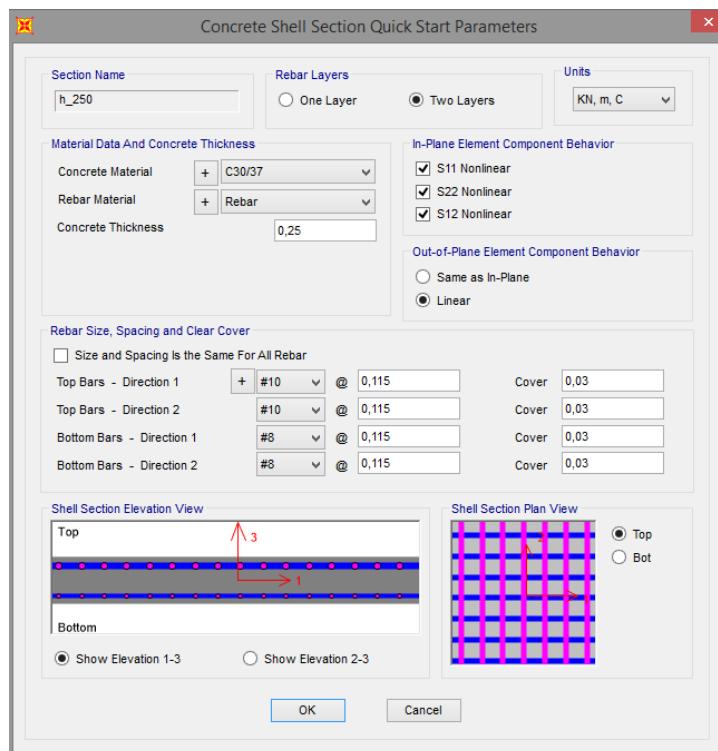 Concrete Shell Section Quick Start Parameters
Section Name
h_250
Rebar Layers
One Layer
Two Layers
Units
KN, m, C
Material Data And Concrete Thickness
Concrete Material + C30/37
Rebar Material + Rebar
Concrete Thickness 0,25
In-Plane Element Component Behavior
S11 Nonlinear
S22 Nonlinear
S12 Nonlinear
Out-of-Plane Element Component Behavior
Same as In-Plane
Linear
Rebar Size, Spacing and Clear Cover
Size and Spacing Is the Same For All Rebar
Top Bars - Direction 1 + #10 @ 0,115 Cover 0,03
Top Bars - Direction 2 #10 @ 0,115 Cover 0,03
Bottom Bars - Direction 1 #8 @ 0,115 Cover 0,03
Bottom Bars - Direction 2 #8 @ 0,115 Cover 0,03
Shell Section Elevation View
Top
3
1
Bottom
Show Elevation 1-3
Show Elevation 2-3
Shell Section Plan View
2
Top
Bot
OK
Cancel